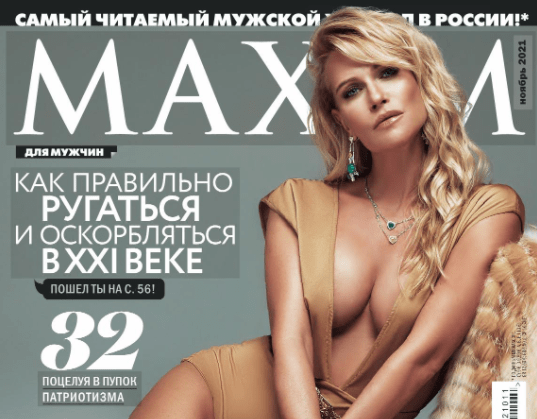 САМЫЙ ЧИТАЕМЫЙ МУЖСКОЙ В РОССИИ!*
ноябрь 2021
MAXIM
ДЛЯ МУЖЧИН
КАК ПРАВИЛЬНО
РУГАТЬСЯ
И ОСКОРБЛЯТЬСЯ
В XXI ВЕКЕ
ПОШЕЛ ТЫ НА С. 56!
32
ПОЦЕЛУЯ В ПУПОК
ПАТРИОТИЗМА